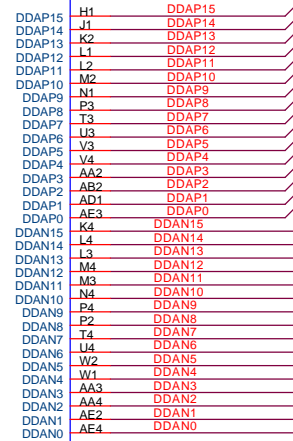 DDAP15 H1 DDAP15
DDAP14 J1 DDAP14
DDAP13 K2 DDAP13
DDAP12 L1 DDAP12
DDAP11 L2 DDAP11
DDAP10 M2 DDAP10
DDAP9 N1 DDAP9
DDAP8 P3 DDAP8
DDAP7 T3 DDAP7
DDAP6 U3 DDAP6
DDAP5 V3 DDAP5
DDAP4 V4 DDAP4
DDAP3 AA2 DDAP3
DDAP2 AB2 DDAP2
DDAP1 AD1 DDAP1
DDAP0 AE3 DDAP0
DDAN15 K4 DDAN15
DDAN14 L4 DDAN14
DDAN13 L3 DDAN13
DDAN12 M4 DDAN12
DDAN11 M3 DDAN11
DDAN10 N4 DDAN10
DDAN9 P4 DDAN9
DDAN8 P2 DDAN8
DDAN7 T4 DDAN7
DDAN6 U4 DDAN6
DDAN5 W2 DDAN5
DDAN4 W1 DDAN4
DDAN3 AA3 DDAN3
DDAN2 AA4 DDAN2
DDAN1 AE2 DDAN1
DDAN0 AE4 DDAN0